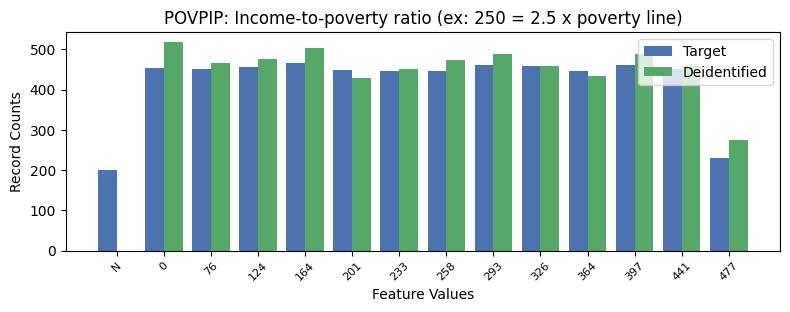 POVPIP: Income-to-poverty ratio (ex: 250 = 2.5 x poverty line)
Target
Deidentified
Record Counts
500
400
300
200
100
0
N 0 76 124 164 201 233 258 293 326 364 397 441 477
Feature Values